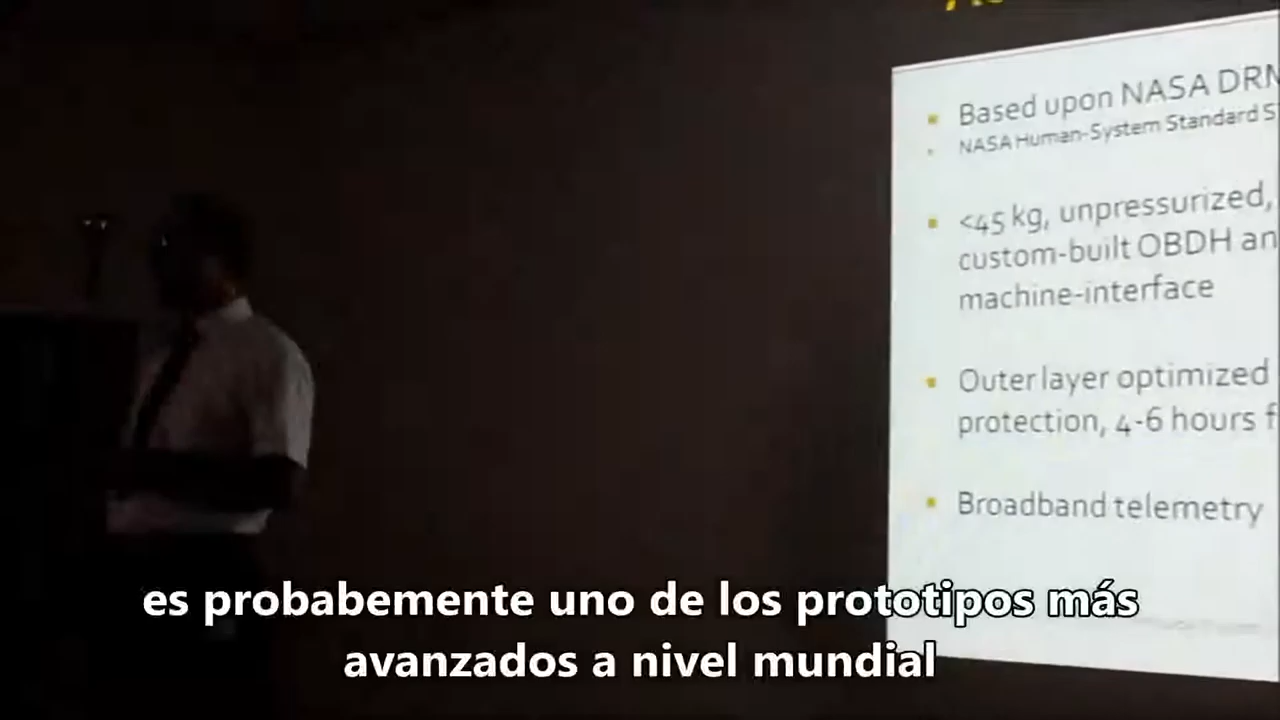 Based upon NASA DRM
NASA Human-System Standard S
<45 kg, unpressurized,
custom-built OBDH an
machine-interface
Outer layer optimized
protection, 4-6 hours f
Broadband telemetry
es probabemente uno de los prototipos más
avanzados a nivel mundial